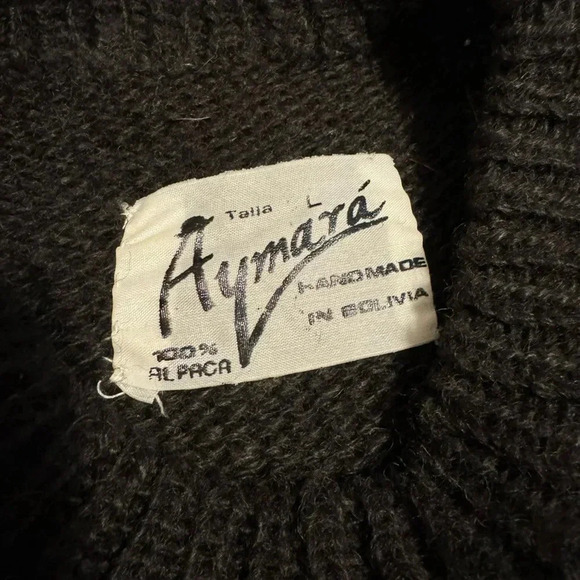 Talla L
Aymará
HANDMADE
IN BOLIVIA
100%
ALPACA